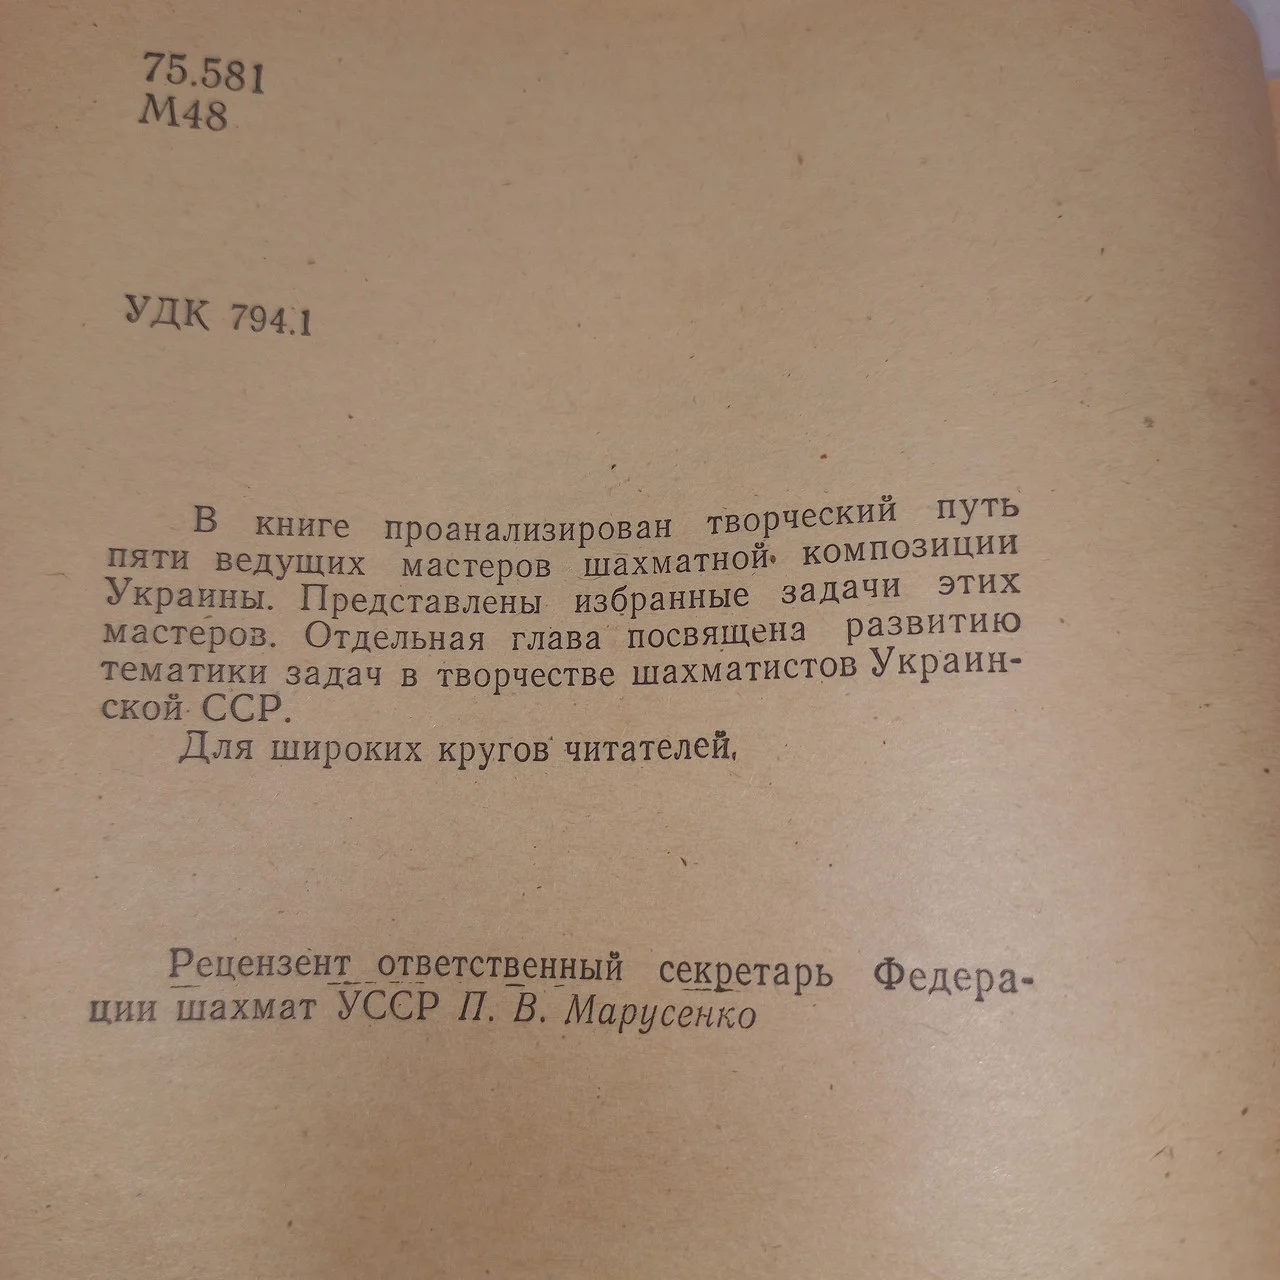 75.581
М48
УДК 794.1
В книге проанализирован творческий путь
пяти ведущих мастеров шахматной композиции
Украины. Представлены избранные задачи этих
мастеров. Отдельная глава посвящена развитию
тематики задач в творчестве шахматистов Украин-
ской ССР.
Для широких кругов читателей.
Рецензент ответственный секретарь Федера-
ции шахмат УССР П. В. Марусенко